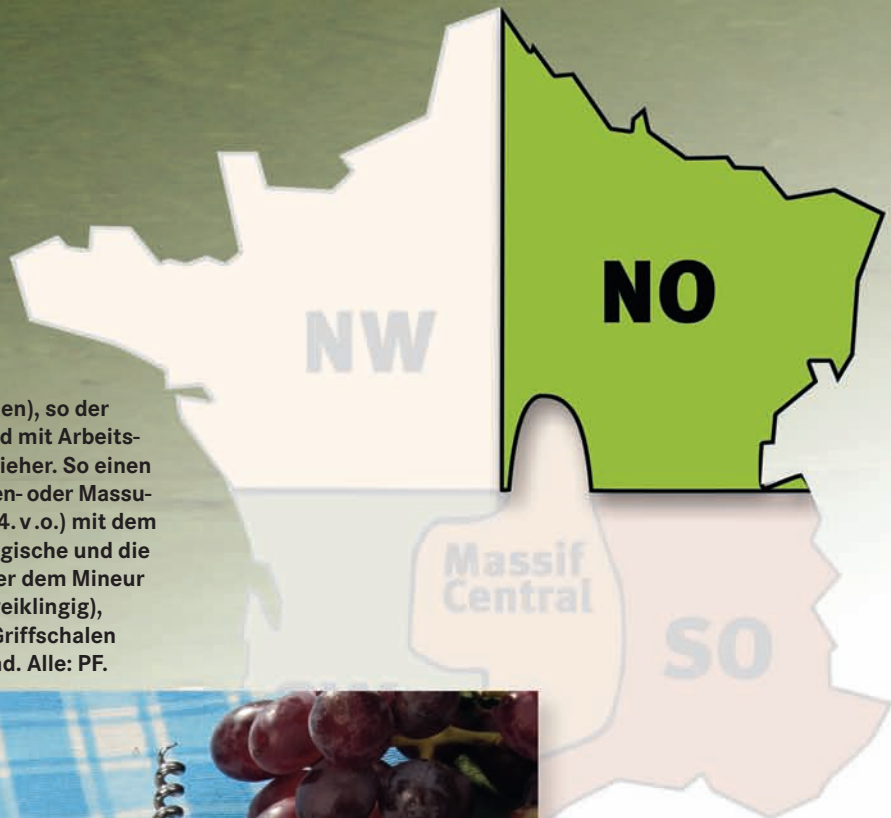 NO
NW
en), so der
d mit Arbeits-
ieher. So einen
en- oder Massu-
4. v. o.) mit dem
gische und die
er dem Mineur
eiklingig),
Griffschalen
nd. Alle: PF.
Massif
Central
SO